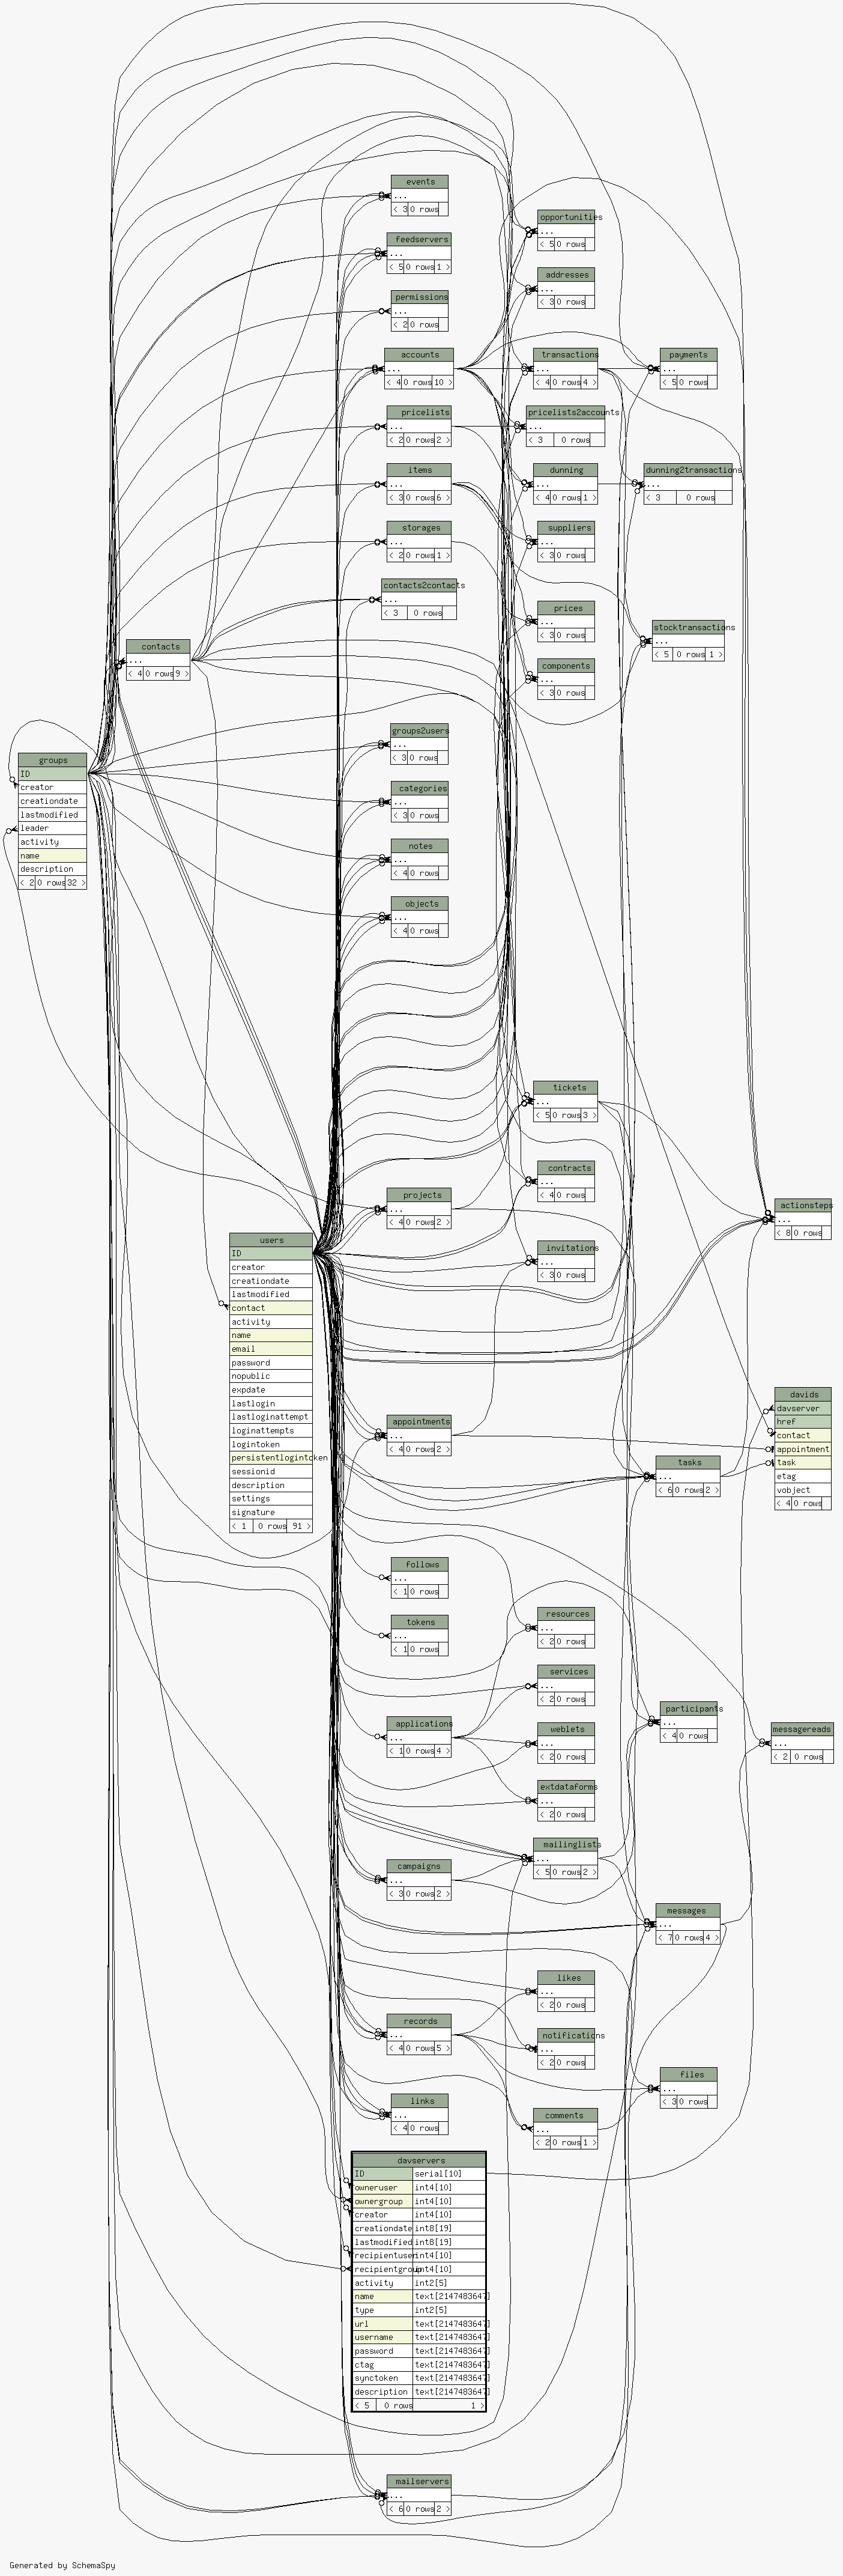 events
...
< 3 0 rows
feedservers
...
< 5 0 rows 1 >
permissions
...
< 2 0 rows
accounts
...
< 4 0 rows 10 >
pricelists
...
< 2 0 rows 2 >
items
...
< 3 0 rows 6 >
storages
...
< 2 0 rows 1 >
contacts2contacts
...
< 3 0 rows
opportunities
...
< 5 0 rows
addresses
...
< 3 0 rows
transactions
...
< 4 0 rows 4 >
payments
...
< 5 0 rows
pricelists2accounts
...
< 3 0 rows
dunning
...
< 4 0 rows 1 >
dunning2transactions
...
< 3 0 rows
suppliers
...
< 3 0 rows
prices
...
< 3 0 rows
stocktransactions
...
< 5 0 rows 1 >
components
...
< 3 0 rows
contacts
...
< 4 0 rows 9 >
groups
ID
creator
creationdate
lastmodified
leader
activity
name
description
< 2 0 rows 32 >
groups2users
...
< 3 0 rows
categories
...
< 3 0 rows
notes
...
< 4 0 rows
objects
...
< 4 0 rows
tickets
...
< 5 0 rows 3 >
contracts
...
< 4 0 rows
projects
...
< 4 0 rows 2 >
invitations
...
< 3 0 rows
actionsteps
...
< 8 0 rows
users
ID
creator
creationdate
lastmodified
contact
activity
name
email
password
nopublic
expdate
lastlogin
lastloginattempt
loginattempts
logintoken
persistentlogintoken
sessionid
description
settings
signature
< 1 0 rows 91 >
appointments
...
< 4 0 rows 2 >
tasks
...
< 6 0 rows 2 >
davids
davserver
href
contact
appointment
task
etag
vobject
< 4 0 rows
follows
...
< 1 0 rows
tokens
...
< 1 0 rows
applications
...
< 1 0 rows 4 >
resources
...
< 2 0 rows
services
...
< 2 0 rows
weblets
...
< 2 0 rows
extdataforms
...
< 2 0 rows
participants
...
< 4 0 rows
messagereads
...
< 2 0 rows
mailinglists
...
< 5 0 rows 2 >
campaigns
...
< 3 0 rows 2 >
messages
...
< 7 0 rows 4 >
likes
...
< 2 0 rows
records
...
< 4 0 rows 5 >
notifications
...
< 2 0 rows
files
...
< 3 0 rows
links
...
< 4 0 rows
comments
...
< 2 0 rows 1 >
davservers
ID serial[10]
owneruser int4[10]
ownergroup int4[10]
creator int4[10]
creationdate int8[19]
lastmodified int8[19]
recipientuser int4[10]
recipientgroup int4[10]
activity int2[5]
name text[2147483647]
type int2[5]
url text[2147483647]
username text[2147483647]
password text[2147483647]
ctag text[2147483647]
synctoken text[2147483647]
description text[2147483647]
< 5 0 rows 1 >
mailservers
...
< 6 0 rows 2 >
Generated by SchemaSpy